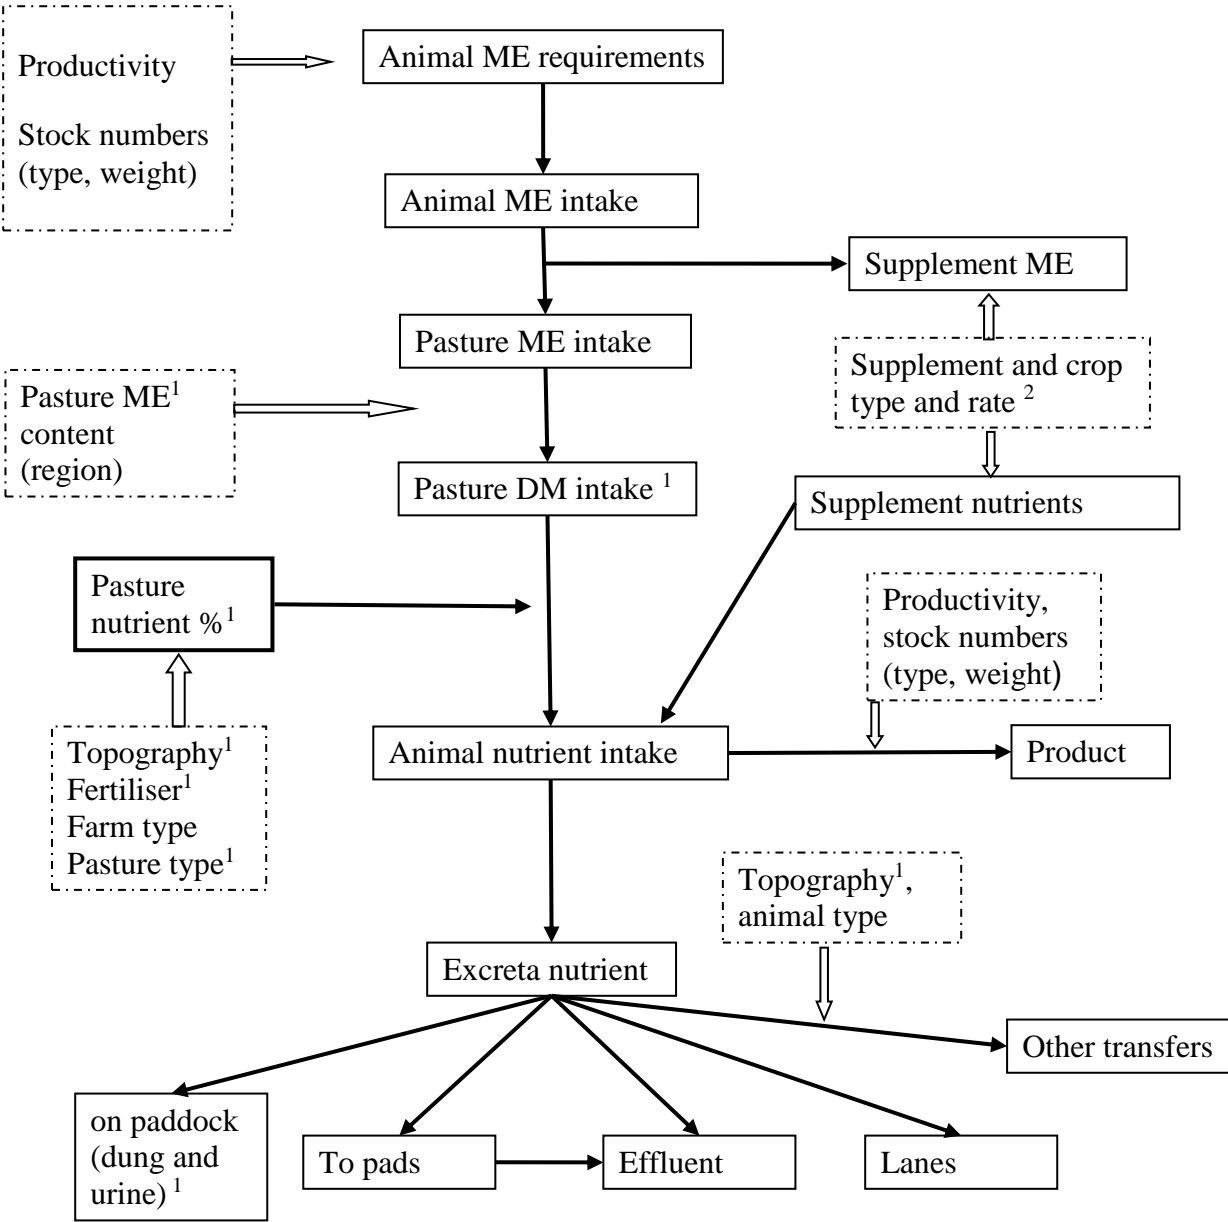 Productivity
Stock numbers
(type, weight)
Animal ME requirements
Animal ME intake
Supplement ME
Pasture ME intake
Supplement and crop
type and rate ²
Pasture ME¹
content
(region)
Pasture DM intake ¹
Supplement nutrients
Pasture
nutrient %¹
Productivity,
stock numbers
(type, weight)
Topography¹
Fertiliser¹
Farm type
Pasture type¹
Animal nutrient intake
Product
Topography¹,
animal type
Excreta nutrient
Other transfers
on paddock
(dung and
urine) ¹
To pads
Effluent
Lanes